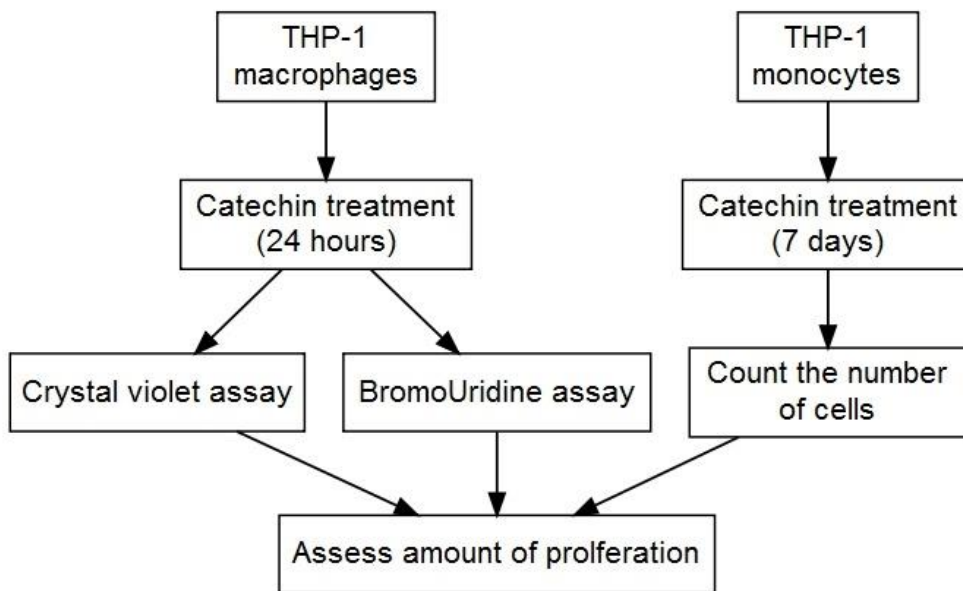 THP-1
macrophages
THP-1
monocytes
Catechin treatment
(24 hours)
Catechin treatment
(7 days)
Crystal violet assay
BromoUridine assay
Count the number
of cells
Assess amount of prolferation